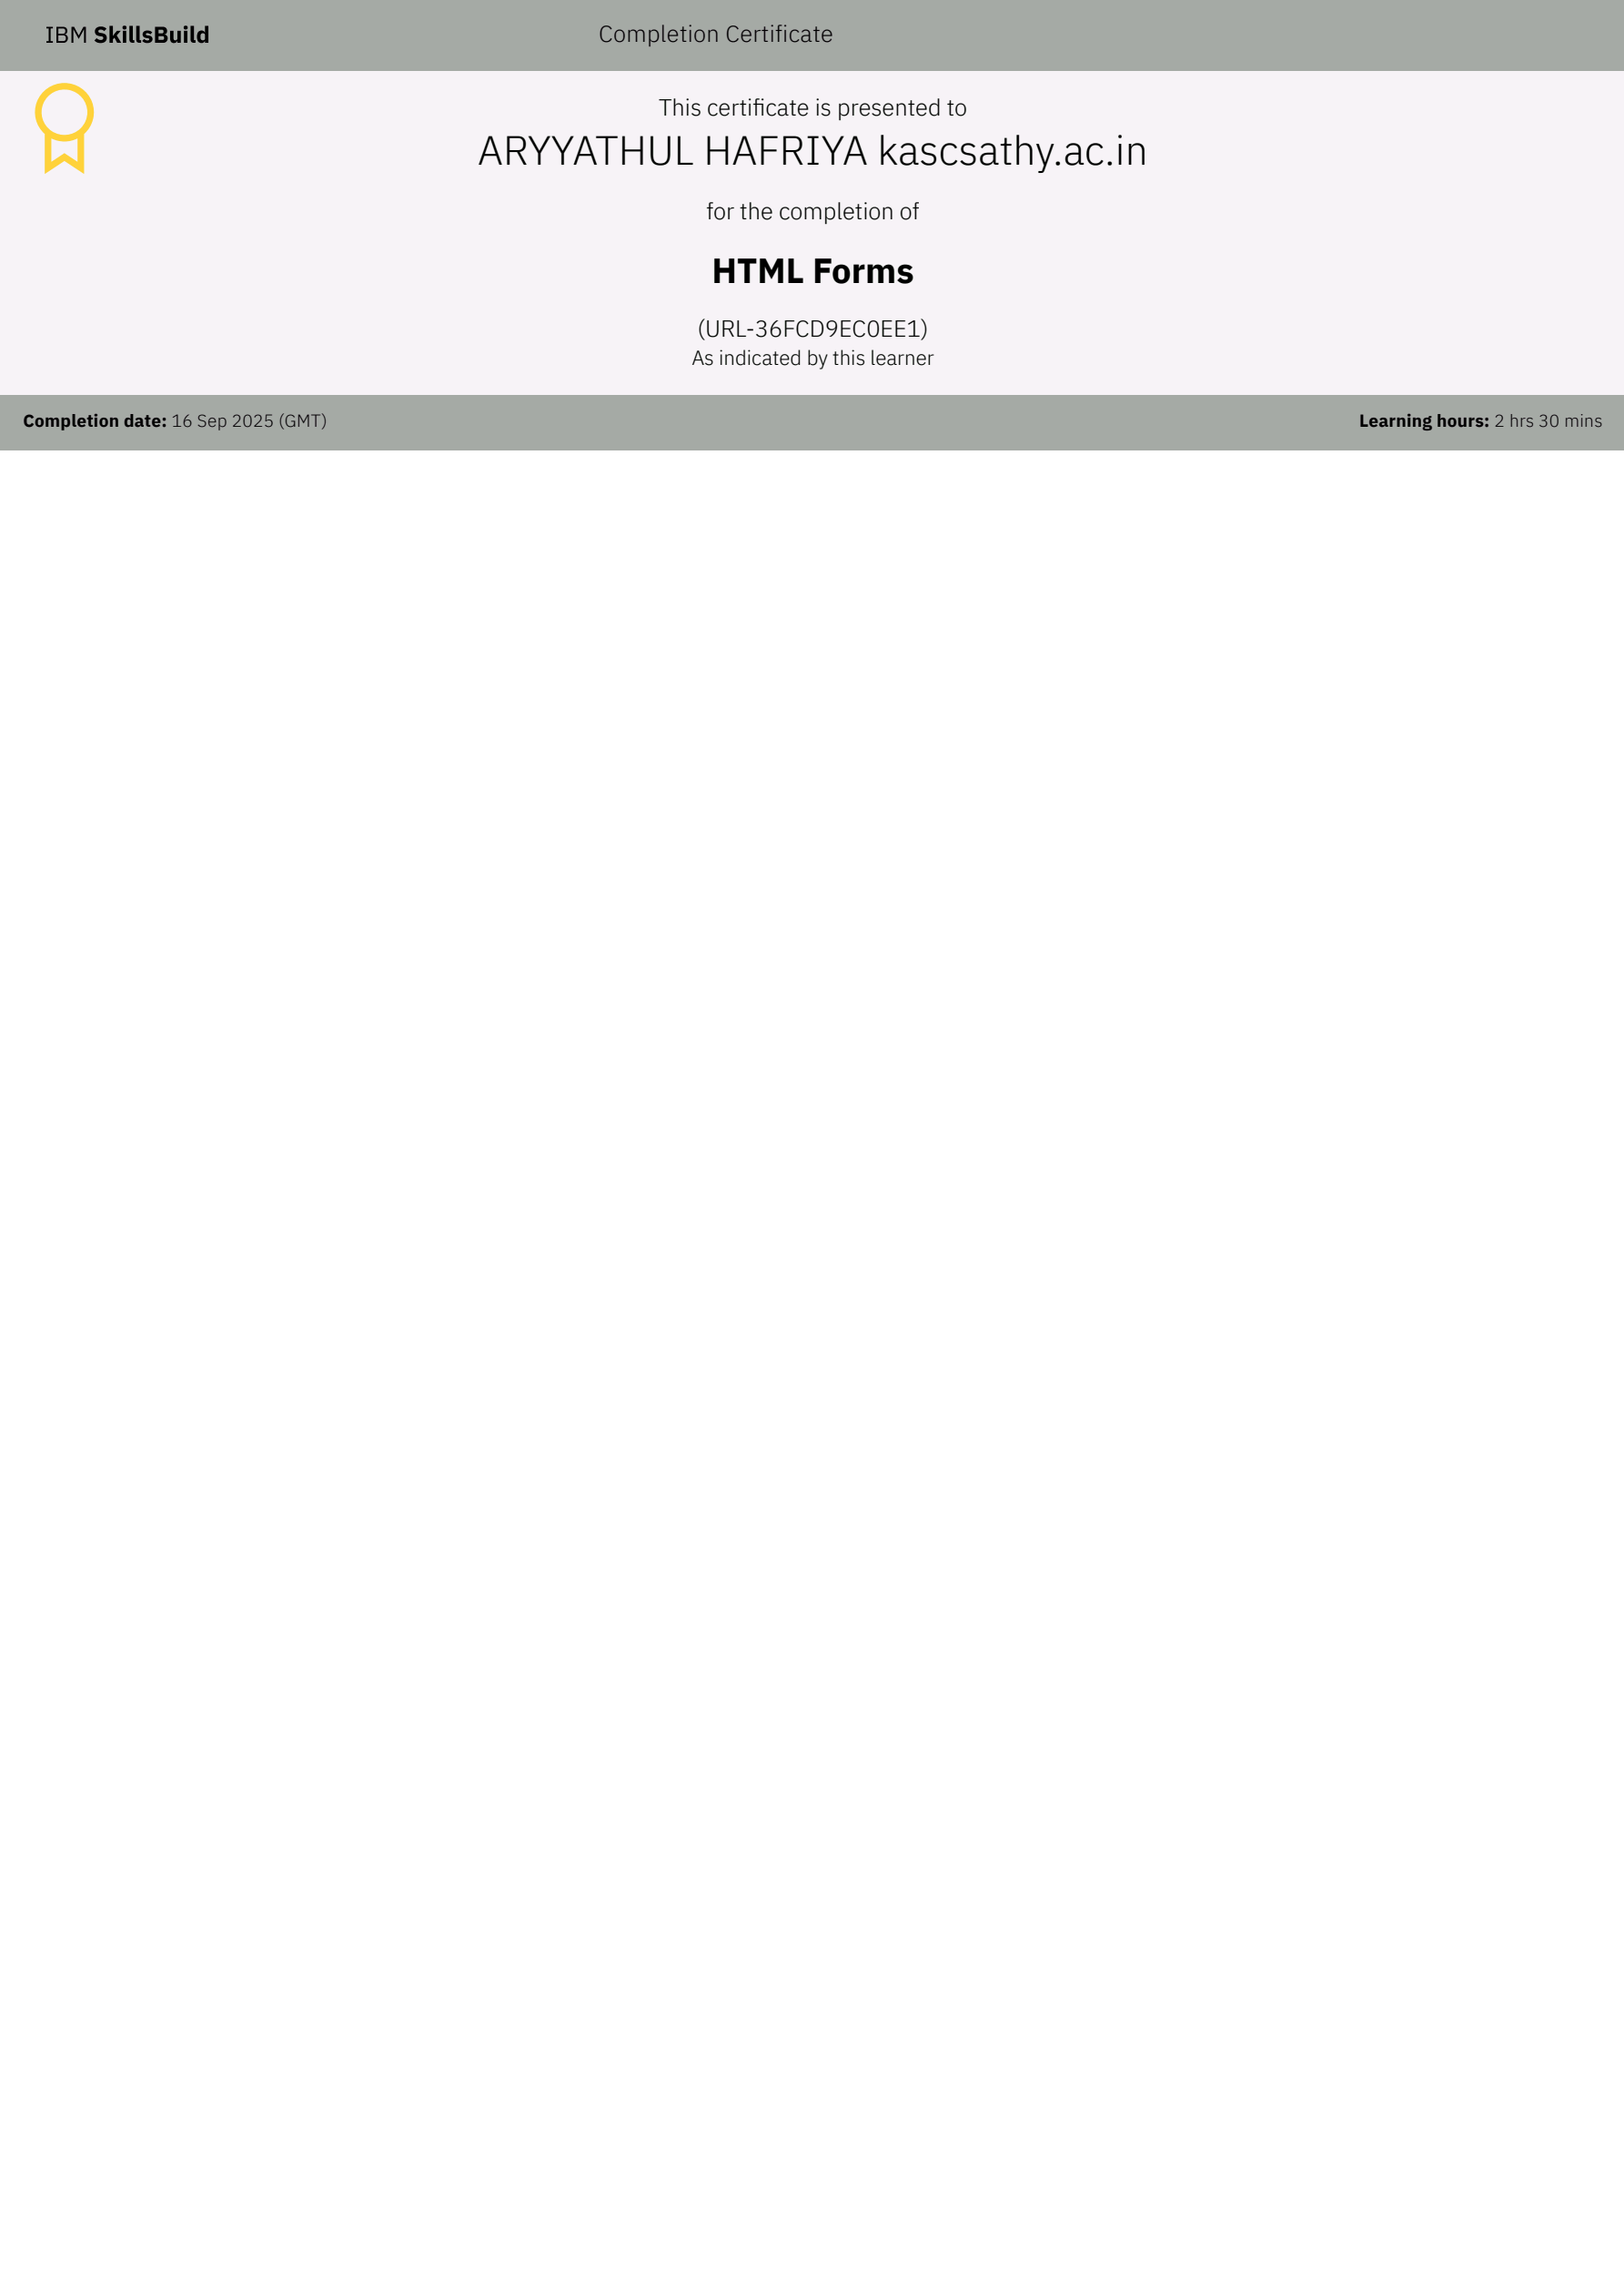 IBM SkillsBuild
Completion Certificate
This certificate is presented to
ARYYATHUL HAFRIYA kascsathy.ac.in
for the completion of
HTML Forms
(URL-36FCD9EC0EE1)
As indicated by this learner
Completion date: 16 Sep 2025 (GMT)
Learning hours: 2 hrs 30 mins